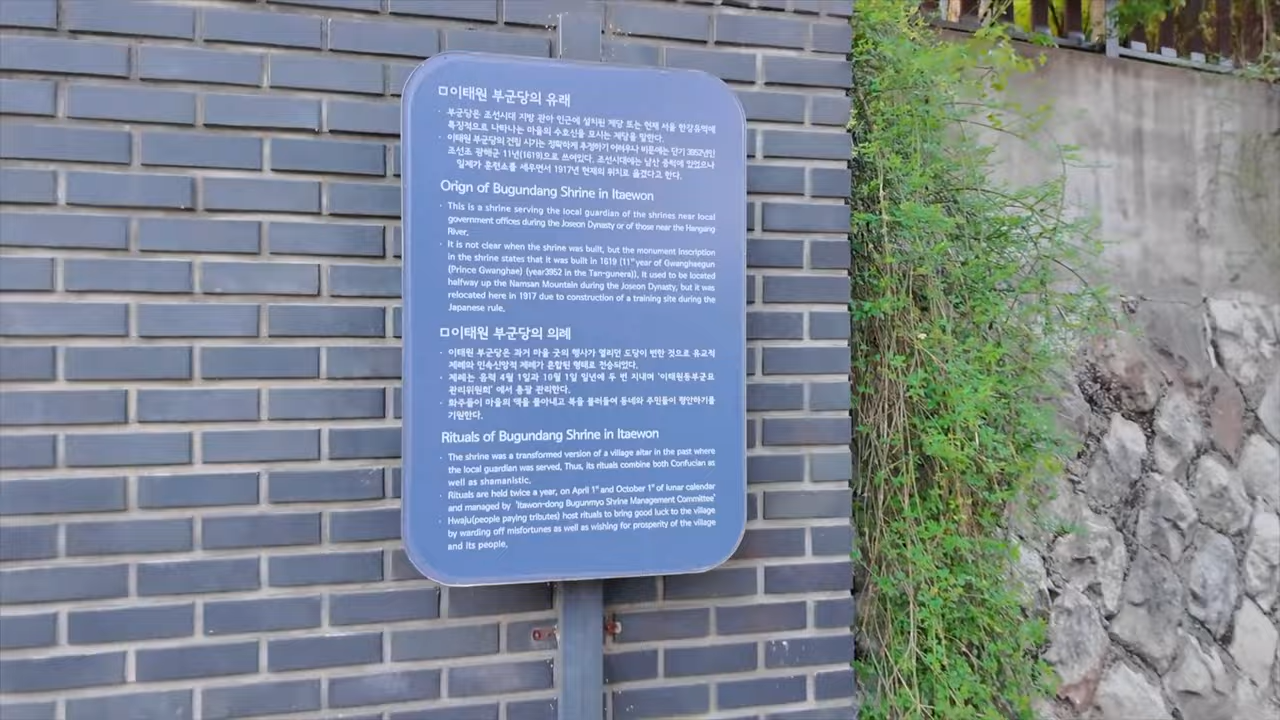 □이태원 부군당의 유래
· 부군당은 조선시대 지방 관아 인근에 설치된 제당 또는 현재 서울 한강유역에
특징적으로 나타나는 마을의 수호신을 모시는 제당을 말한다.
· 이태원 부군당의 건립 시기는 정확하게 추정하기 어려우나 비문에는 단기 3952년인
조선조 광해군 11년(1619)으로 쓰여있다. 조선시대에는 남산 중턱에 있었으나
일제가 훈련소를 세우면서 1917년 현재의 위치로 옮겼다고 한다.
Orign of Bugundang Shrine in Itaewon
· This is a shrine serving the local guardian of the shrines near local
government offices during the Joseon Dynasty or of those near the Hangang
River.
· It is not clear when the shrine was built, but the monument inscription
in the shrine states that it was built in 1619 (11st year of Gwanghaegun
(Prince Gwanghae) (year3952 in the Tan-gunera)), It used to be located
halfway up the Namsan Mountain during the Joseon Dynasty, but it was
relocated here in 1917 due to construction of a training site during the
Japanese rule.
□이태원 부군당의 의례
· 이태원 부군당은 과거 마을 굿의 행사가 열리던 도당이 변한 것으로 유교적
제례와 민속신앙적 제례가 혼합된 형태로 전승되었다.
· 제례는 음력 4월 1일과 10월 1일 일년에 두 번 지내며 '이태원동부군묘
관리위원회' 에서 총괄 관리한다.
· 화주들이 마을의 액을 몰아내고 복을 불러들여 동네와 주민들이 평안하기를
기원한다.
Rituals of Bugundang Shrine in Itaewon
· The shrine was a transformed version of a village altar in the past where
the local guardian was served, Thus, its rituals combine both Confucian as
well as shamanistic.
· Rituals are held twice a year, on April 1st and October 1st of lunar calendar
and managed by 'Itawon-dong Bugunmyo Shrine Management Committee'
· Hwaju(people paying tributes) host rituals to bring good luck to the village
by warding off misfortunes as well as wishing for prosperity of the village
and its people,